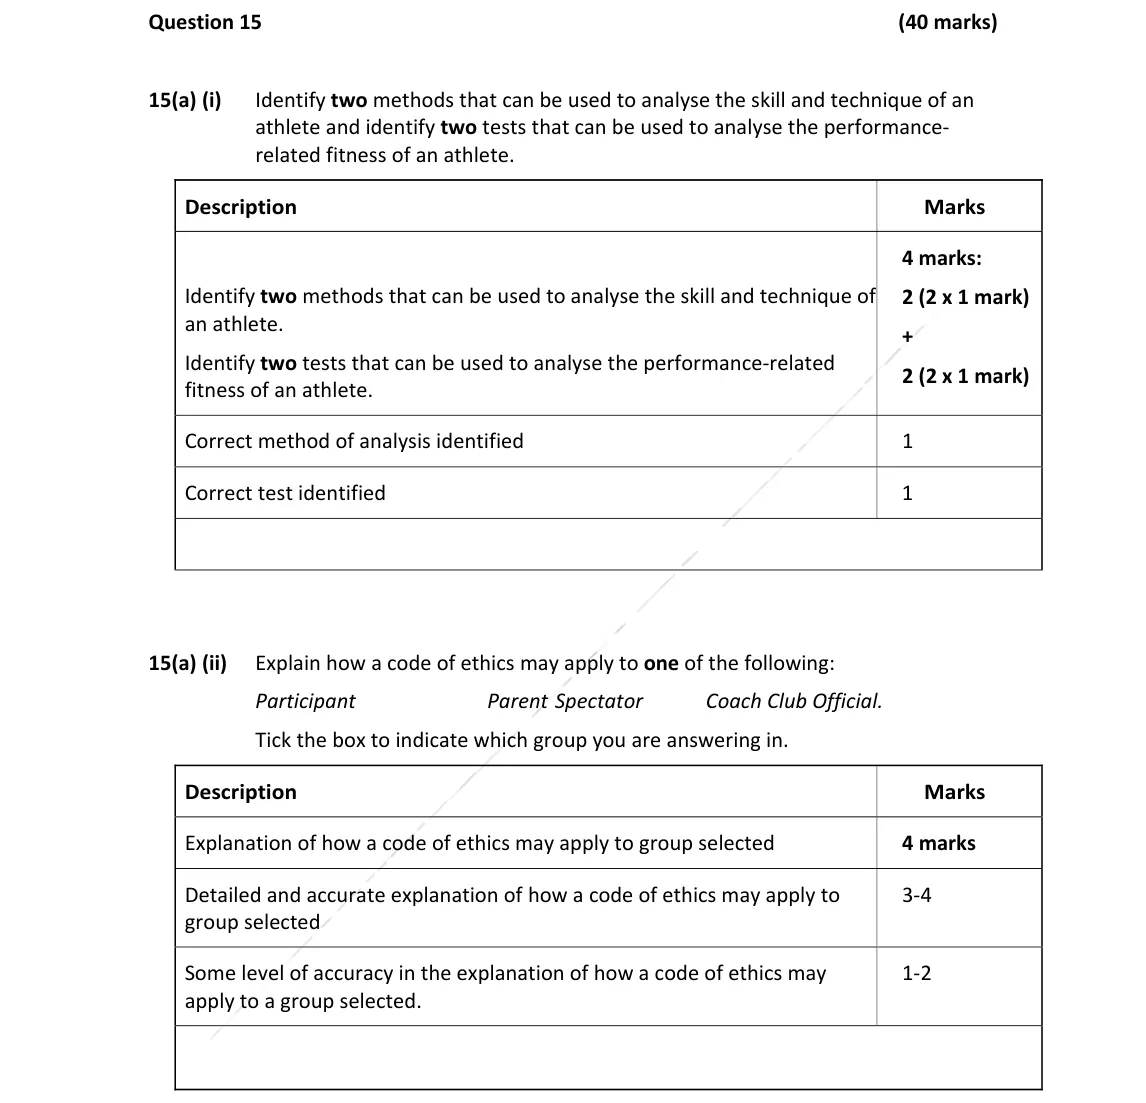 Question 15 (40 marks)
15(a) (i) Identify two methods that can be used to analyse the skill and technique of an
athlete and identify two tests that can be used to analyse the performance-
related fitness of an athlete.
Description Marks
4 marks:
Identify two methods that can be used to analyse the skill and technique of 2 (2 x 1 mark)
an athlete.
+
Identify two tests that can be used to analyse the performance-related
fitness of an athlete. 2 (2 x 1 mark)
Correct method of analysis identified 1
Correct test identified 1
15(a) (ii) Explain how a code of ethics may apply to one of the following:
Participant Parent Spectator Coach Club Official.
Tick the box to indicate which group you are answering in.
Description Marks
Explanation of how a code of ethics may apply to group selected 4 marks
Detailed and accurate explanation of how a code of ethics may apply to 3-4
group selected
Some level of accuracy in the explanation of how a code of ethics may 1-2
apply to a group selected.